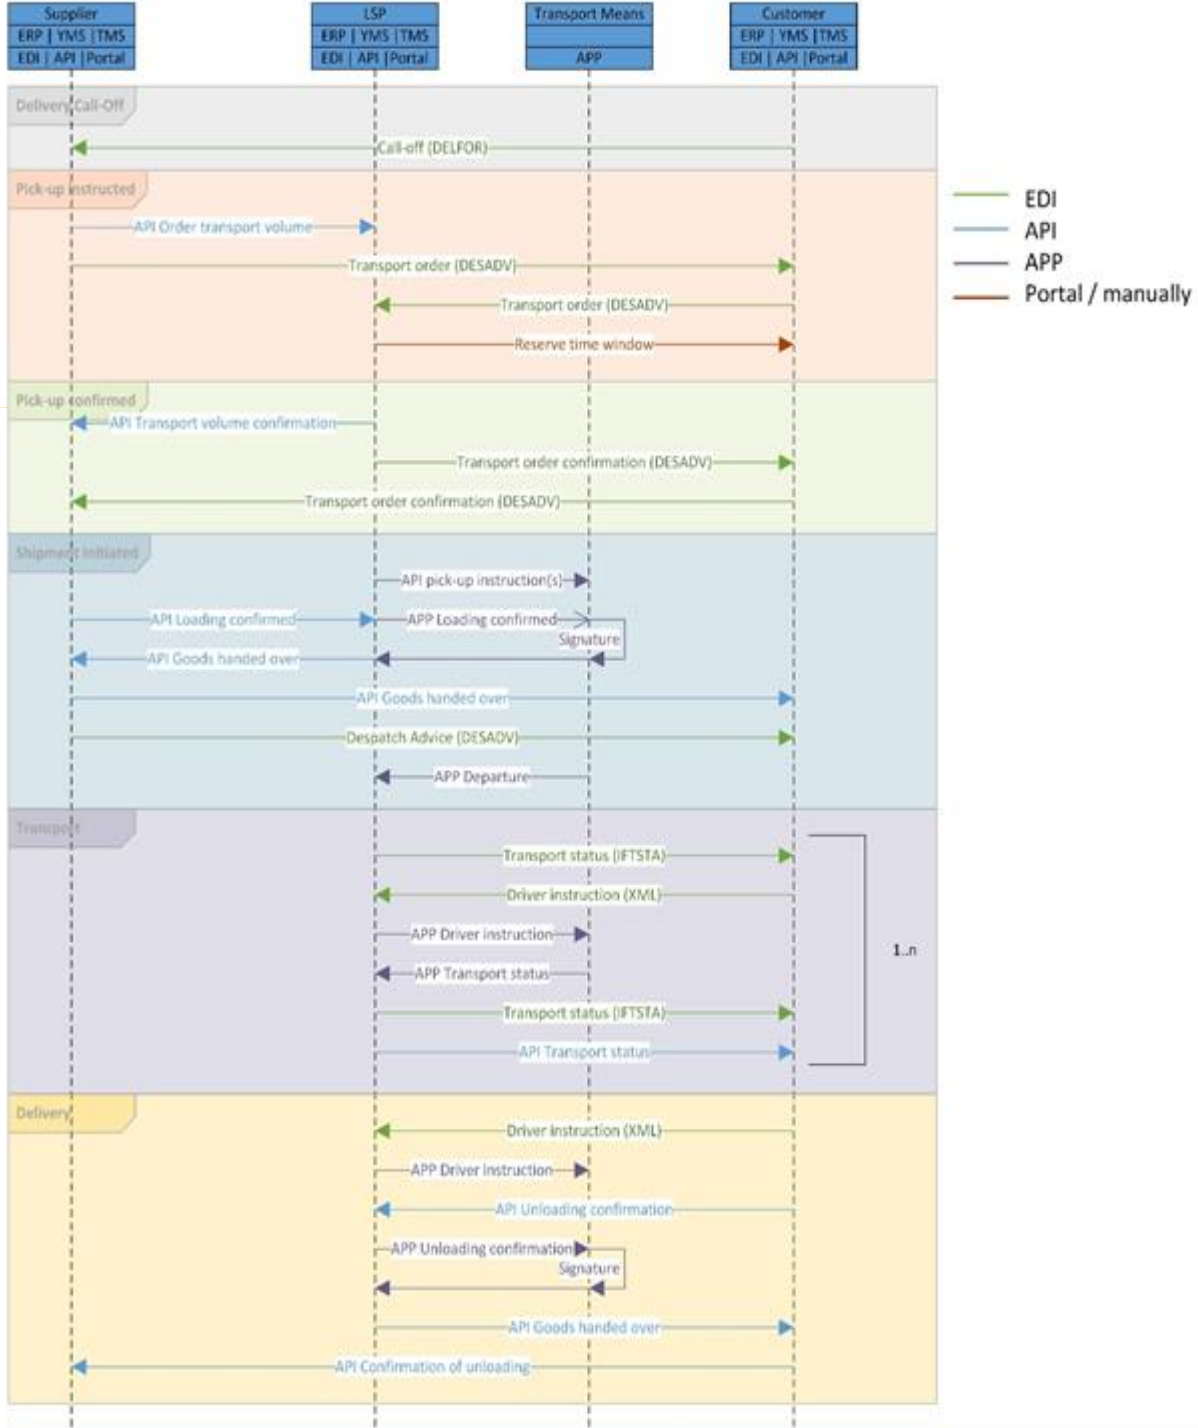 Supplier
ERP | YMS |TMS
EDI | API |Portal
LSP
ERP | YMS |TMS
EDI | API |Portal
Transport Means
APP
Customer
ERP | YMS |TMS
EDI | API |Portal
Delivery Call-Off
Call-off (DELFOR)
Pick-up instructed
API Order transport volume
Transport order (DESADV)
Transport order (DESADV)
Reserve time window
EDI
API
APP
Portal / manually
Pick-up confirmed
API Transport volume confirmation
Transport order confirmation (DESADV)
Transport order confirmation (DESADV)
Shipment initiated
API pick-up instruction(s)
API Loading confirmed
APP Loading confirmed
Signature
API Goods handed over
API Goods handed over
Despatch Advice (DESADV)
APP Departure
Transport
Transport status (IFTSTA)
Driver instruction (XML)
APP Driver instruction
1..n
APP Transport status
Transport status (IFTSTA)
API Transport status
Delivery
Driver instruction (XML)
APP Driver instruction
API Unloading confirmation
APP Unloading confirmation
Signature
API Goods handed over
API Confirmation of unloading